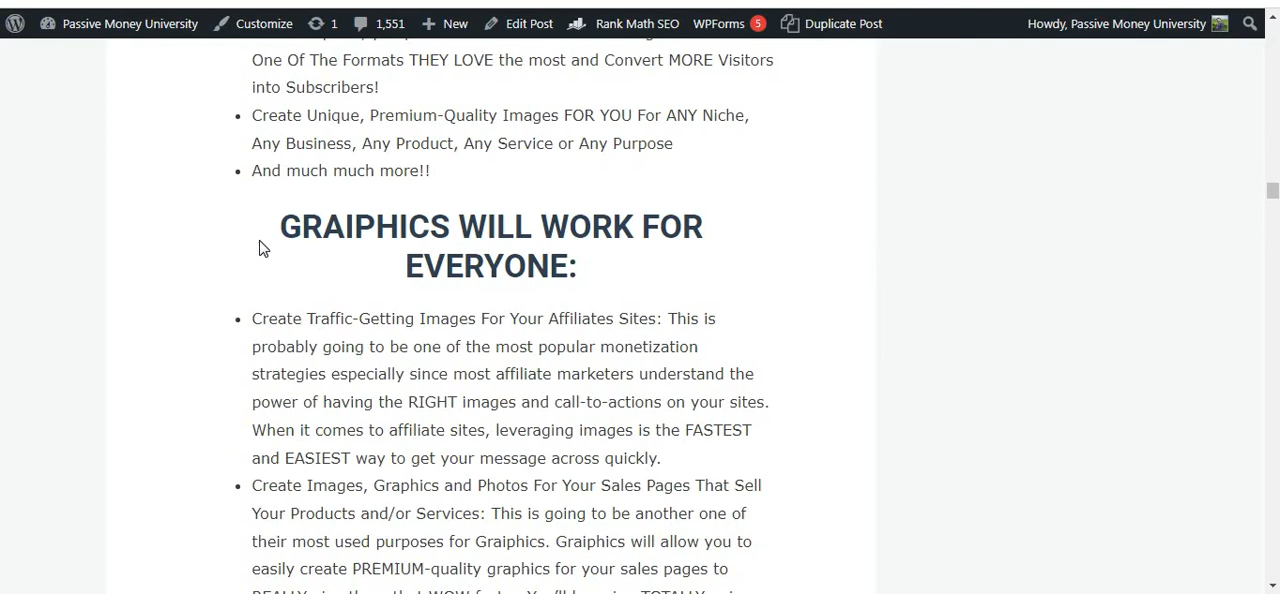 Passive Money University Customize 1 1,551 New Edit Post Rank Math SEO WPForms 5 Duplicate Post Howdy, Passive Money University
One Of The Formats THEY LOVE the most and Convert MORE Visitors
into Subscribers!
Create Unique, Premium-Quality Images FOR YOU For ANY Niche,
Any Business, Any Product, Any Service or Any Purpose
And much much more!!
GRAIPHICS WILL WORK FOR
EVERYONE:
Create Traffic-Getting Images For Your Affiliates Sites: This is
probably going to be one of the most popular monetization
strategies especially since most affiliate marketers understand the
power of having the RIGHT images and call-to-actions on your sites.
When it comes to affiliate sites, leveraging images is the FASTEST
and EASIEST way to get your message across quickly.
Create Images, Graphics and Photos For Your Sales Pages That Sell
Your Products and/or Services: This is going to be another one of
their most used purposes for Graiphics. Graiphics will allow you to
easily create PREMIUM-quality graphics for your sales pages to